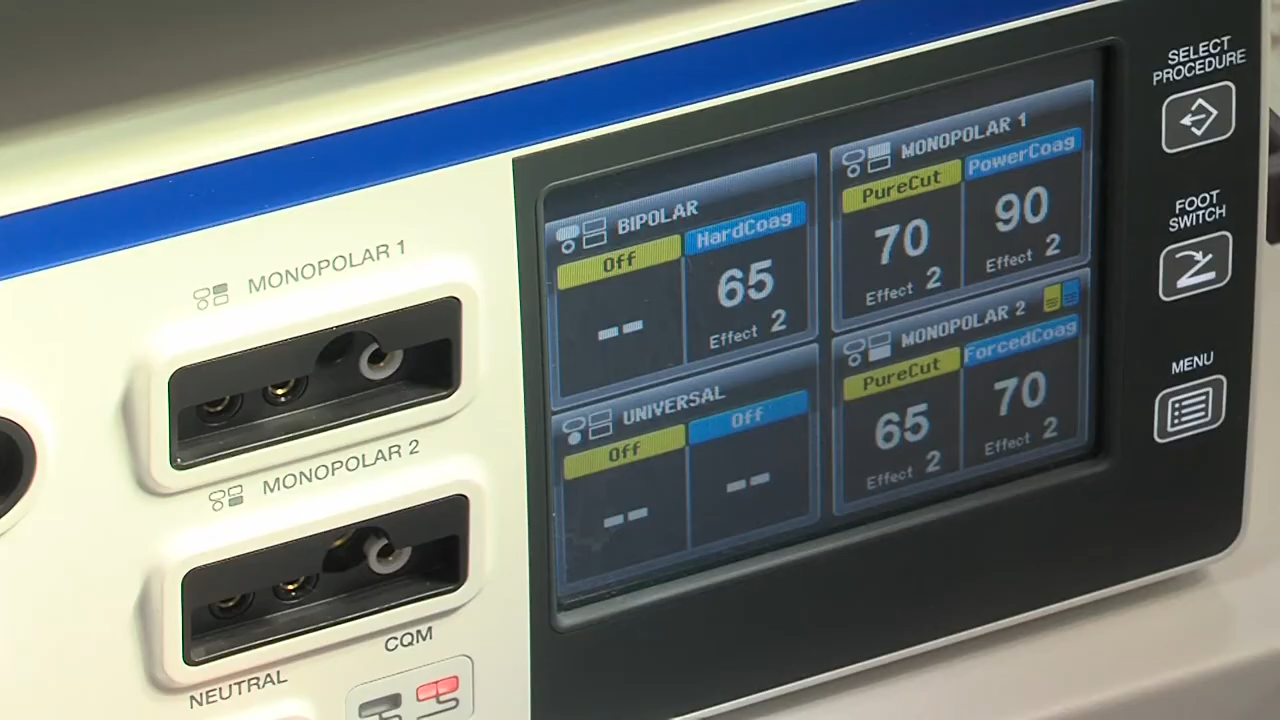 MONOPOLAR 1
MONOPOLAR 2
NEUTRAL
CQM
BIPOLAR
Off
HardCoag
--
65
Effect 2
MONOPOLAR 1
PureCut
PowerCoag
70
90
Effect 2
Effect 2
UNIVERSAL
Off
Off
--
--
MONOPOLAR 2
PureCut
ForcedCoag
65
70
Effect 2
Effect 2
SELECT
PROCEDURE
FOOT
SWITCH
MENU